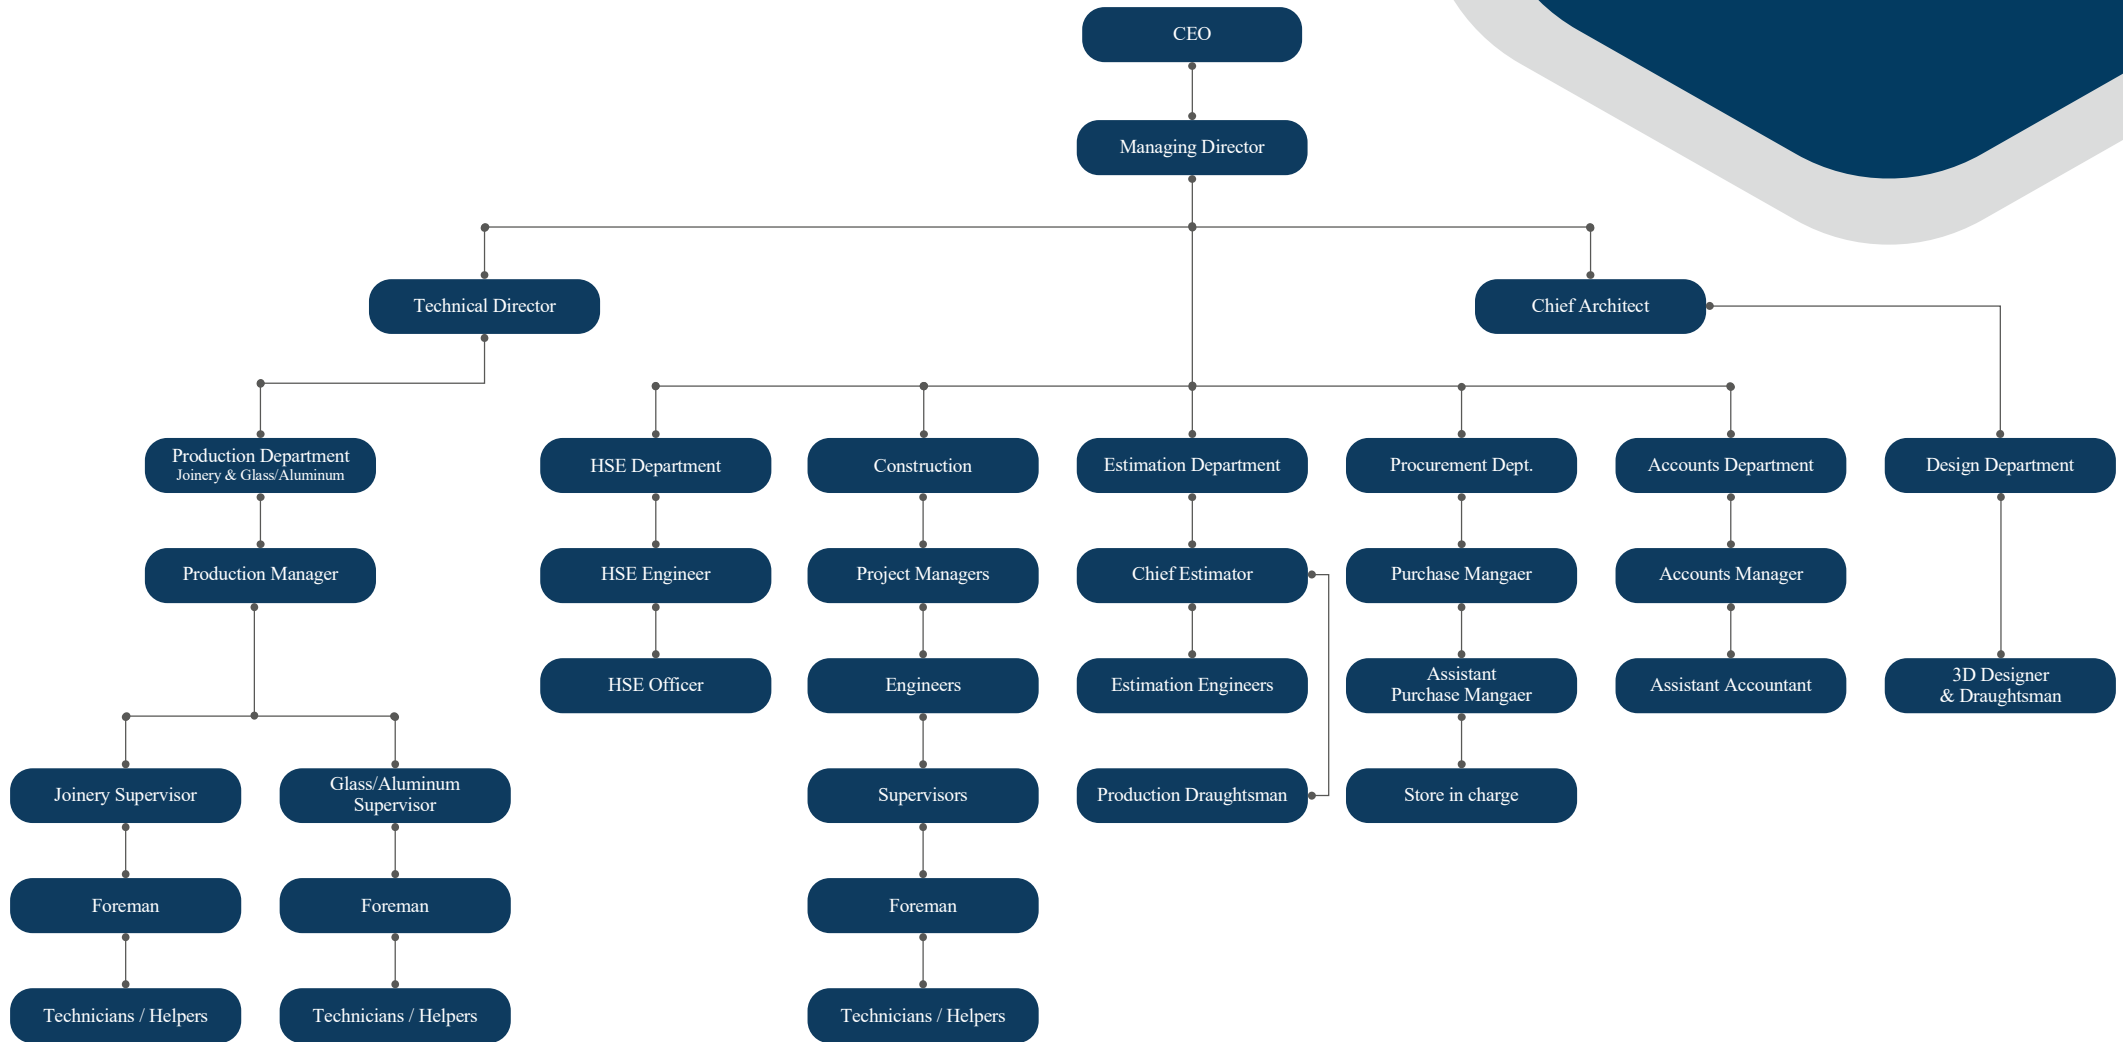 CEO
Managing Director
Technical Director
Chief Architect
Production Department
Joinery & Glass/Aluminum
HSE Department
Construction
Estimation Department
Procurement Dept.
Accounts Department
Design Department
Production Manager
HSE Engineer
Project Managers
Chief Estimator
Purchase Mangaer
Accounts Manager
HSE Officer
Engineers
Estimation Engineers
Assistant
Purchase Mangaer
Assistant Accountant
3D Designer
& Draughtsman
Joinery Supervisor
Glass/Aluminum
Supervisor
Supervisors
Production Draughtsman
Store in charge
Foreman
Foreman
Foreman
Technicians / Helpers
Technicians / Helpers
Technicians / Helpers